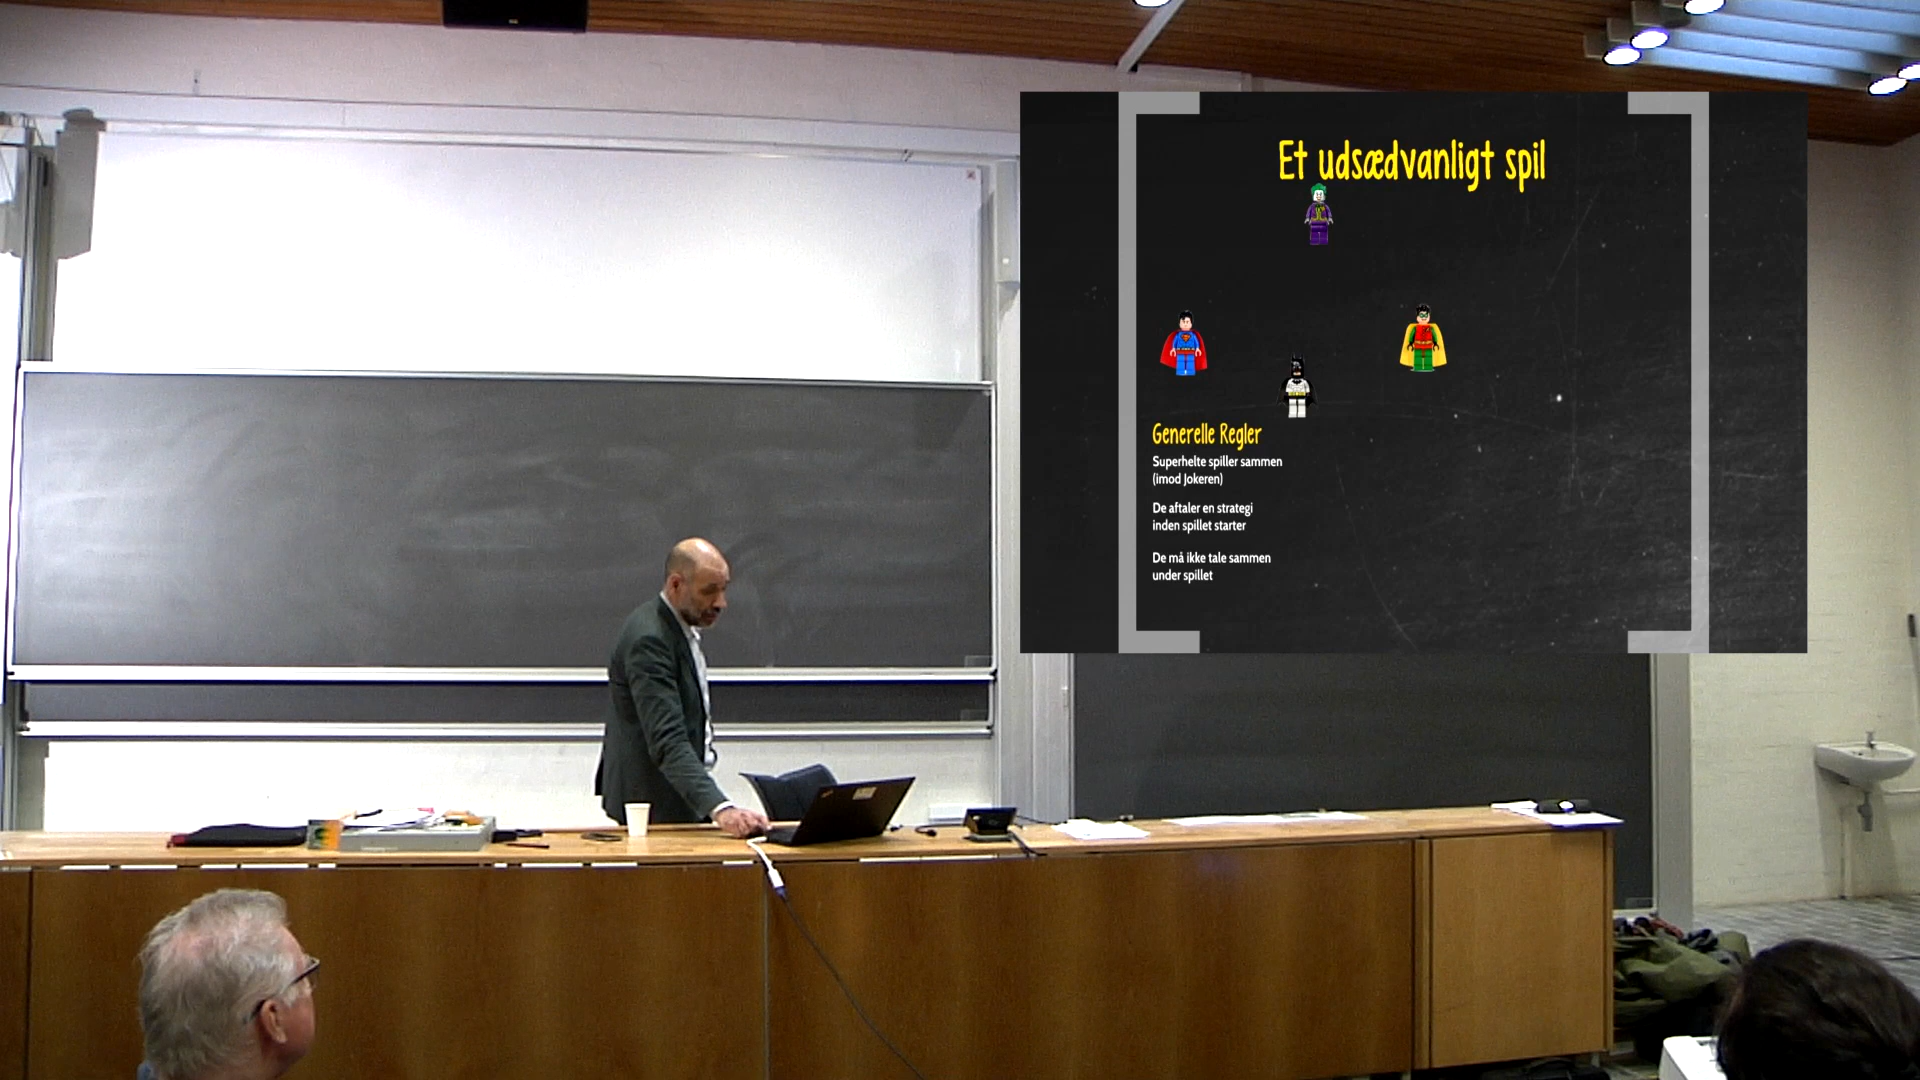 Et udsædvanligt spil
Generelle Regler
Superhelte spiller sammen
(imod Jokeren)
De aftaler en strategi
inden spillet starter
De må ikke tale sammen
under spillet